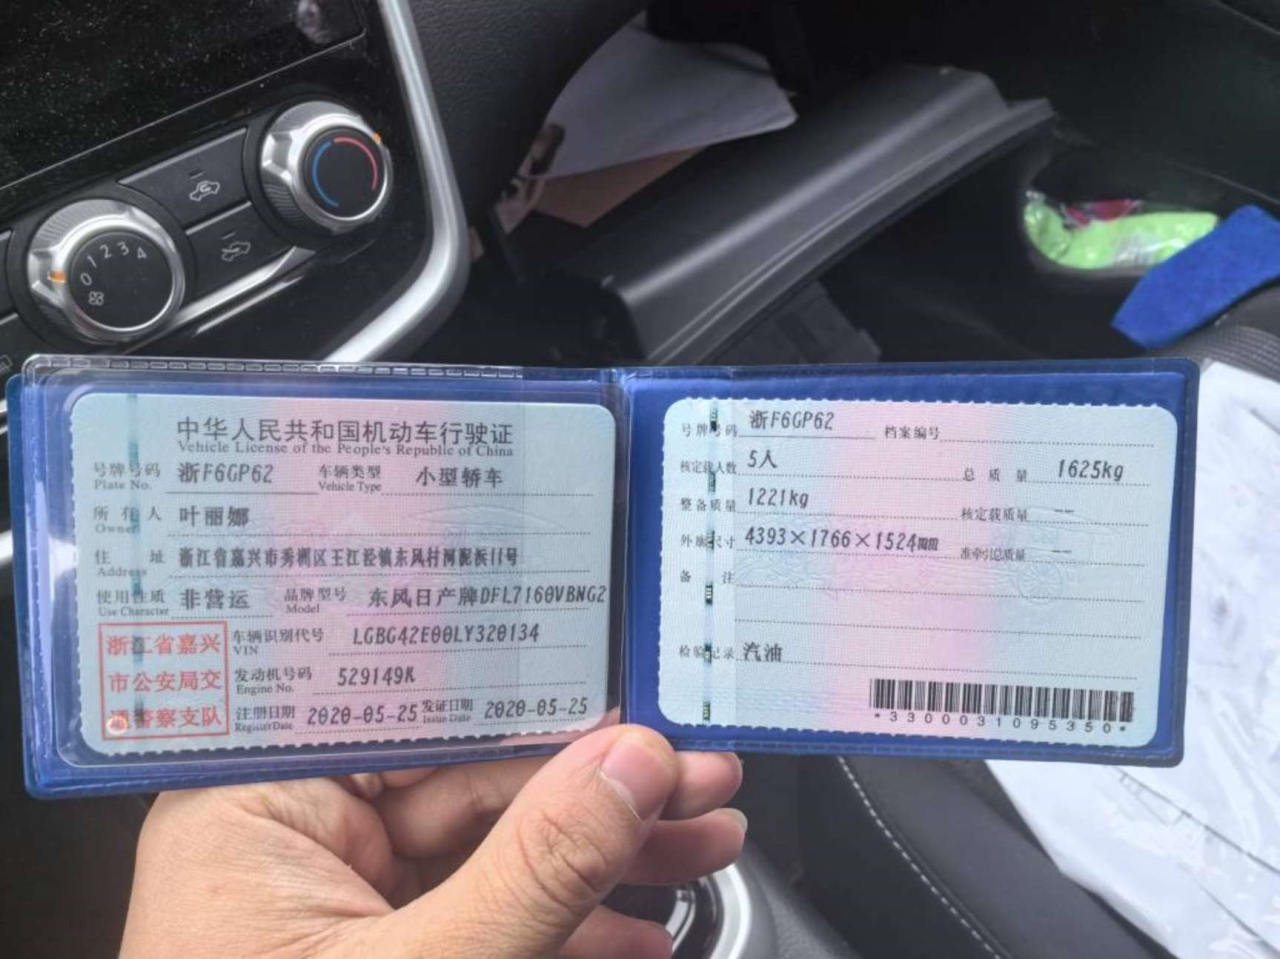 0 1 2 3 4
中华人民共和国机动车行驶证
Vehicle License of the People's Republic of China
号牌号码 浙F6GP62 车辆类型 小型轿车
Plate No. Vehicle Type
所有人 叶丽娜
Owner
住址 浙江省嘉兴市秀洲区王江泾镇东风村河泥浜11号
Address
使用性质 非营运 品牌型号 东风日产牌DFL7160VBNG2
Use Character Model
浙江省嘉兴
市公安局交
通警察支队
车辆识别代号 LGBG42E00LY320134
VIN
发动机号码 529149K
Engine No.
注册日期 2020-05-25 发证日期 2020-05-25
Register Date Issue Date
号牌号码 浙F6GP62 档案编号
核定载人数 5人 总质量 1625kg
整备质量 1221kg 核定载质量 --
外廓尺寸 4393×1766×1524mm 准牵引总质量 --
备注
检验记录 汽油
*3300031095350*